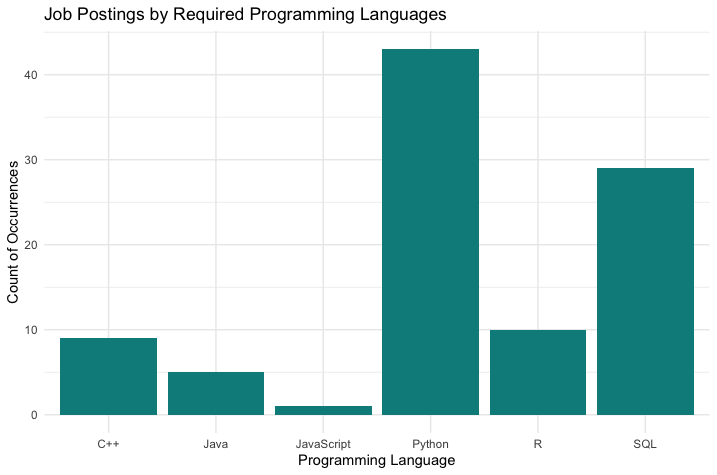 Job Postings by Required Programming Languages
Count of Occurrences
40
30
20
10
0
C++ Java JavaScript Python R SQL
Programming Language